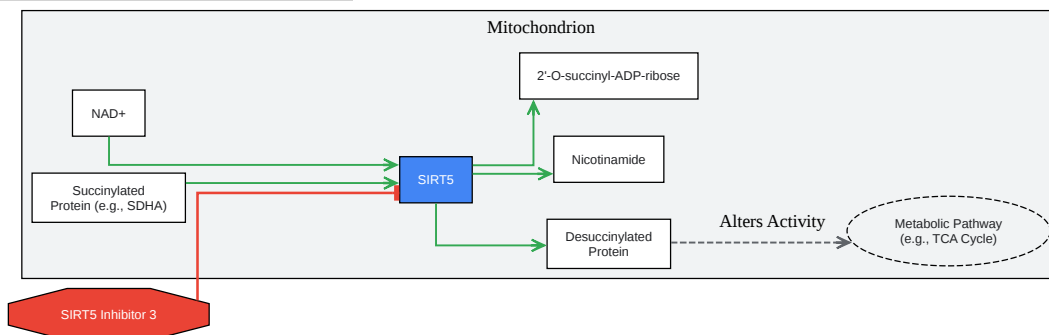 Mitochondrion
2'-O-succinyl-ADP-ribose
NAD+
Nicotinamide
SIRT5
Succinylated
Protein (e.g., SDHA)
Alters Activity
Metabolic Pathway
(e.g., TCA Cycle)
Desuccinylated
Protein
SIRT5 Inhibitor 3